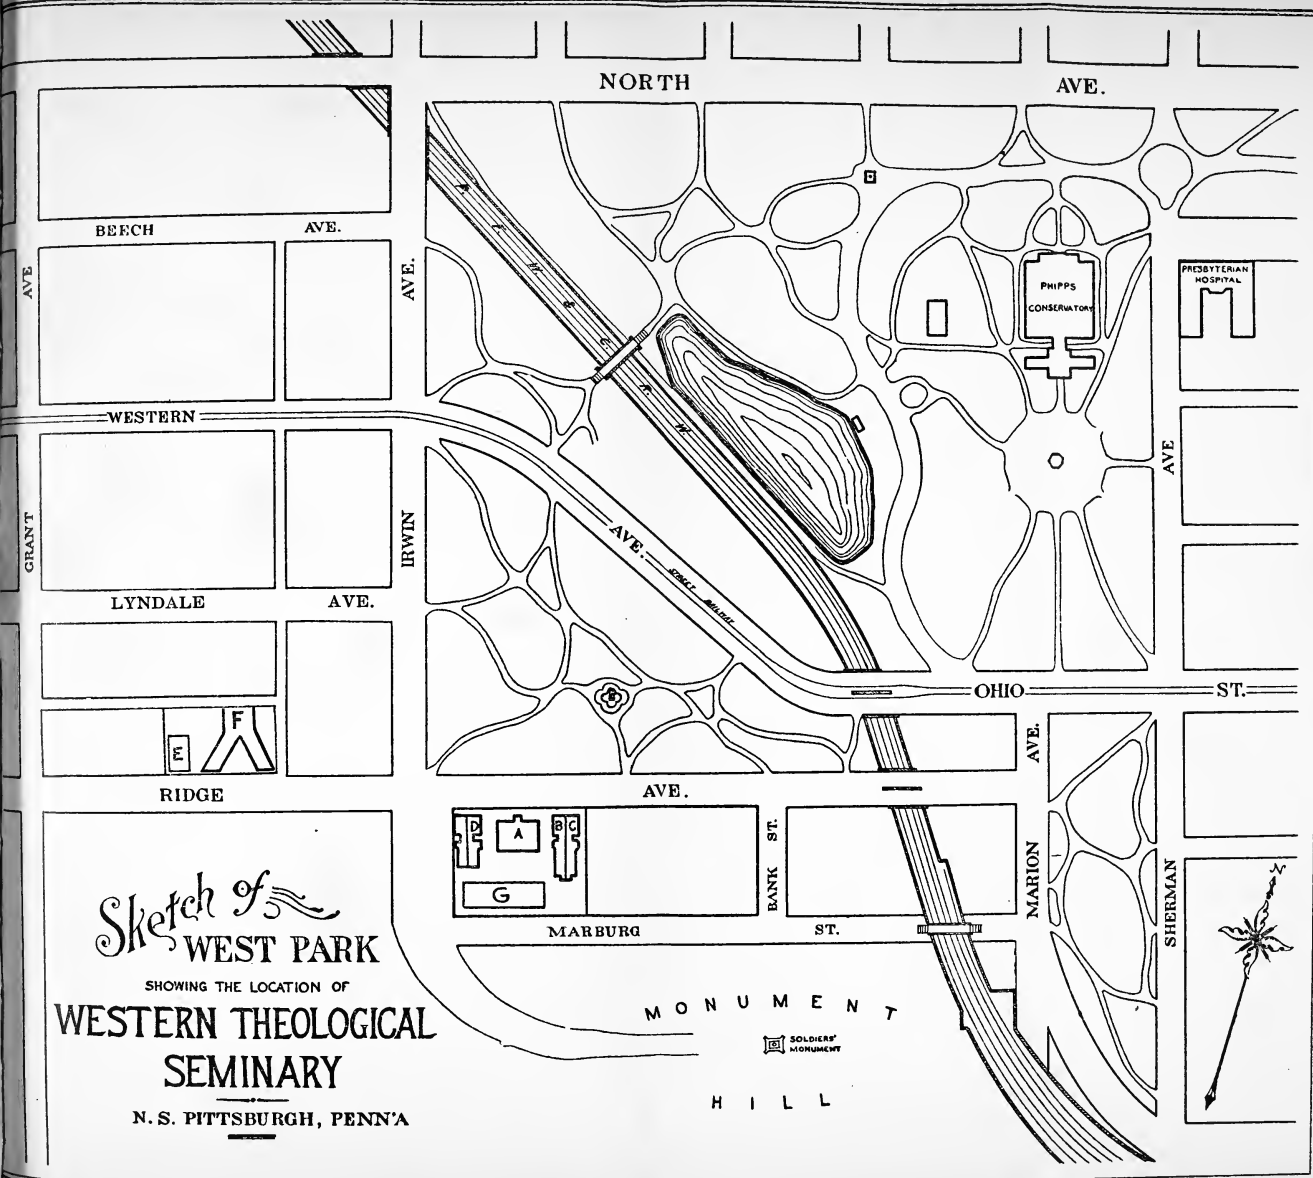 NORTH AVE.
BEECH AVE.
AVE
AVE.
PRESBYTERIAN
HOSPITAL
PHIPPS
CONSERVATORY
WESTERN
AVE.
STREET RAILWAY
AVE
GRANT
IRWIN
LYNDALE AVE.
OHIO ST.
E
F
RIDGE AVE.
AVE.
D
A
B C
G
BANK ST.
MARION
SHERMAN
MARBURG ST.
N
Sketch of
WEST PARK
SHOWING THE LOCATION OF
WESTERN THEOLOGICAL
SEMINARY
N. S. PITTSBURGH, PENN'A
MONUMENT
SOLDIERS'
MONUMENT
HILL